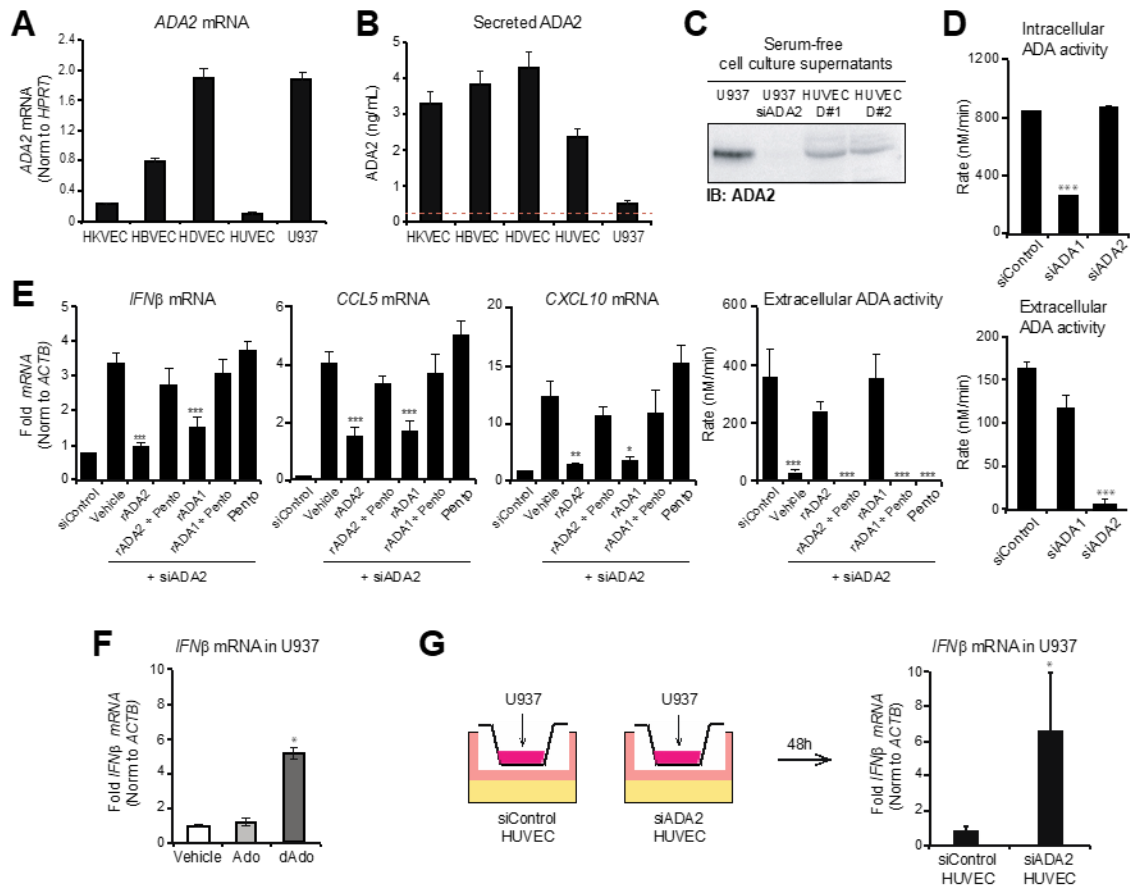 A
ADA2 mRNA
ADA2 mRNA
(Norm to HPRT)
2.4
2.0
1.6
1.2
0.8
0.4
0
HKVEC HBVEC HDVEC HUVEC U937
B
Secreted ADA2
ADA2 (ng/mL)
5
4
3
2
1
0
HKVEC HBVEC HDVEC HUVEC U937
C
Serum-free
cell culture supernatants
U937 U937 HUVEC HUVEC
siADA2 D#1 D#2
IB: ADA2
D
Intracellular
ADA activity
Rate (nM/min)
1200
900
600
300
0
***
siControl
siADA1
siADA2
Extracellular
ADA activity
Rate (nM/min)
200
150
100
50
0
***
siControl
siADA1
siADA2
E
IFNβ mRNA
Fold mRNA
(Norm to ACTB)
5
4
3
2
1
0
***
***
siControl
Vehicle
rADA2
rADA2 + Pento
rADA1
rADA1+ Pento
Pento
+ siADA2
CCL5 mRNA
6
4
2
0
***
***
siControl
Vehicle
rADA2
rADA2 + Pento
rADA1
rADA1+ Pento
Pento
+ siADA2
CXCL10 mRNA
20
15
10
5
0
**
*
siControl
Vehicle
rADA2
rADA2 + Pento
rADA1
rADA1+ Pento
Pento
+ siADA2
Extracellular ADA activity
Rate (nM/min)
600
400
200
0
***
***
*** ***
siControl
Vehicle
rADA2
rADA2 + Pento
rADA1
rADA1+ Pento
Pento
+ siADA2
F
IFNβ mRNA in U937
Fold IFNβ mRNA
(Norm to ACTB)
10
8
6
4
2
0
*
Vehicle Ado dAdo
G
U937
siControl
HUVEC
U937
siADA2
HUVEC
48h
IFNβ mRNA in U937
Fold IFNβ mRNA
(Norm to ACTB)
10
8
6
4
2
0
*
siControl
HUVEC
siADA2
HUVEC